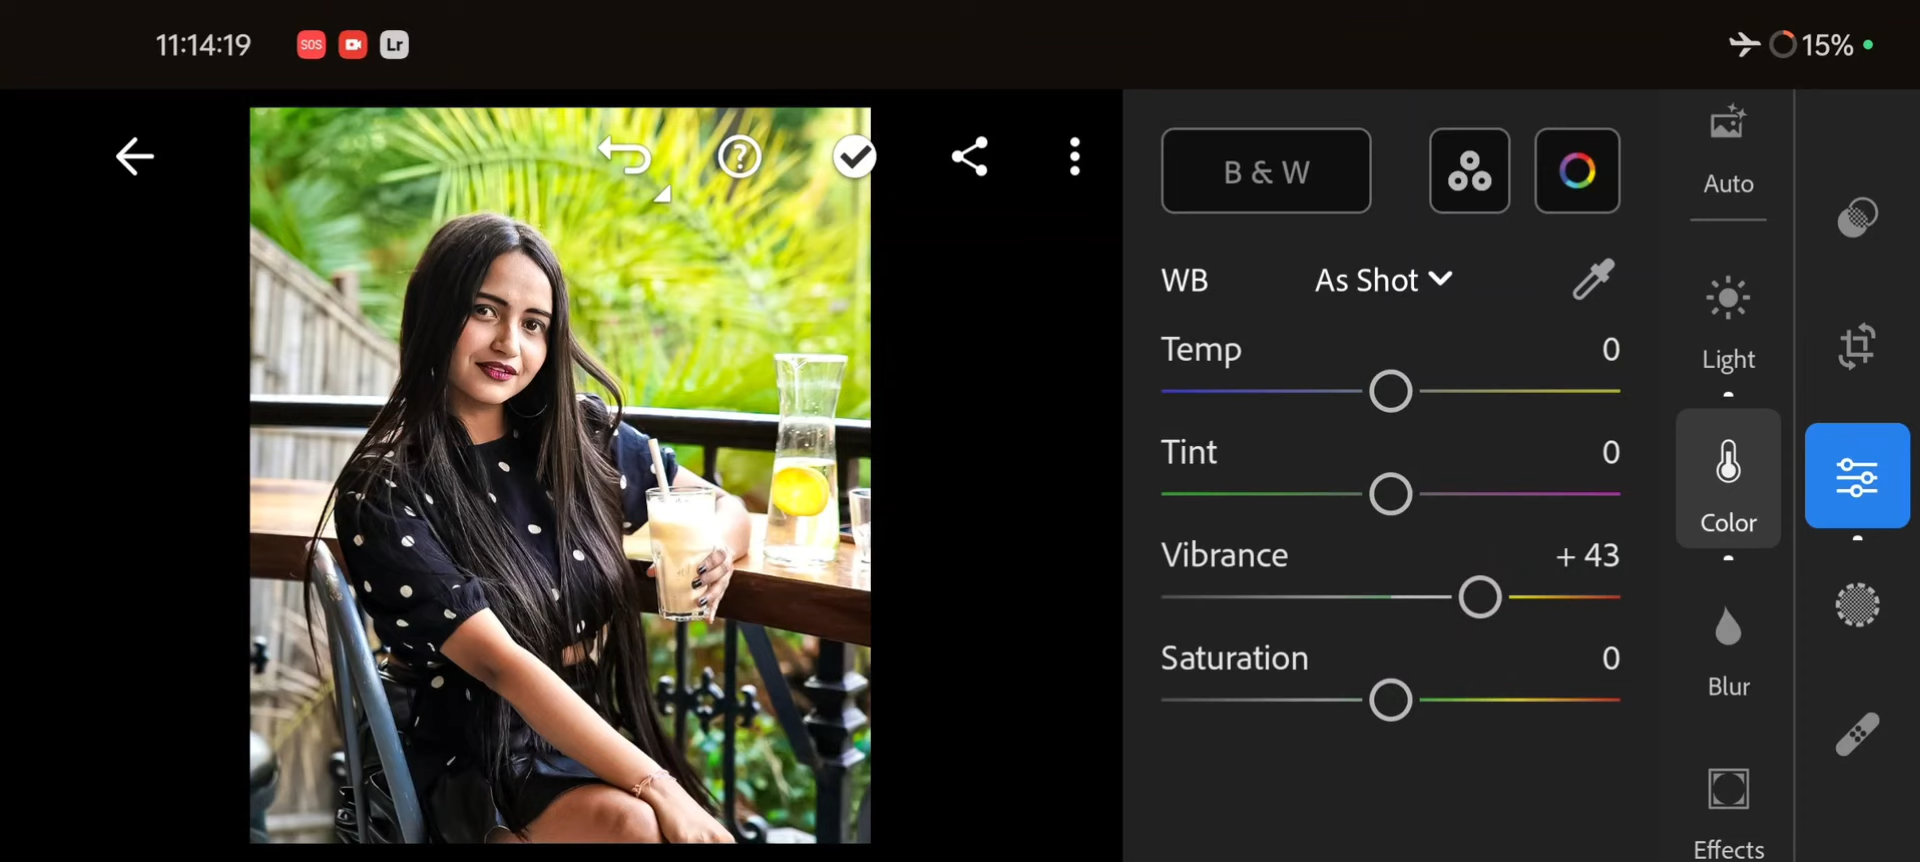 11:14:19 SOS Lr 15%
B & W
Auto
WB As Shot
Temp 0
Light
Tint 0
Color
Vibrance + 43
Saturation 0
Blur
Effects